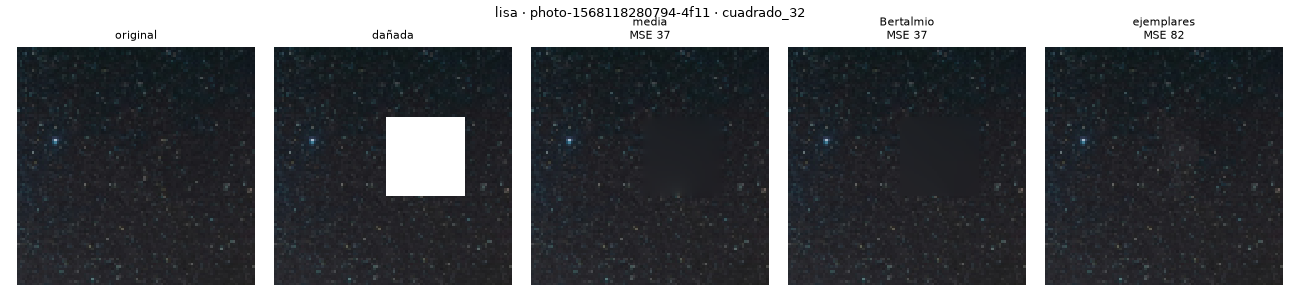 lisa · photo-1568118280794-4f11 · cuadrado_32
original
dañada
media
MSE 37
Bertalmio
MSE 37
ejemplares
MSE 82